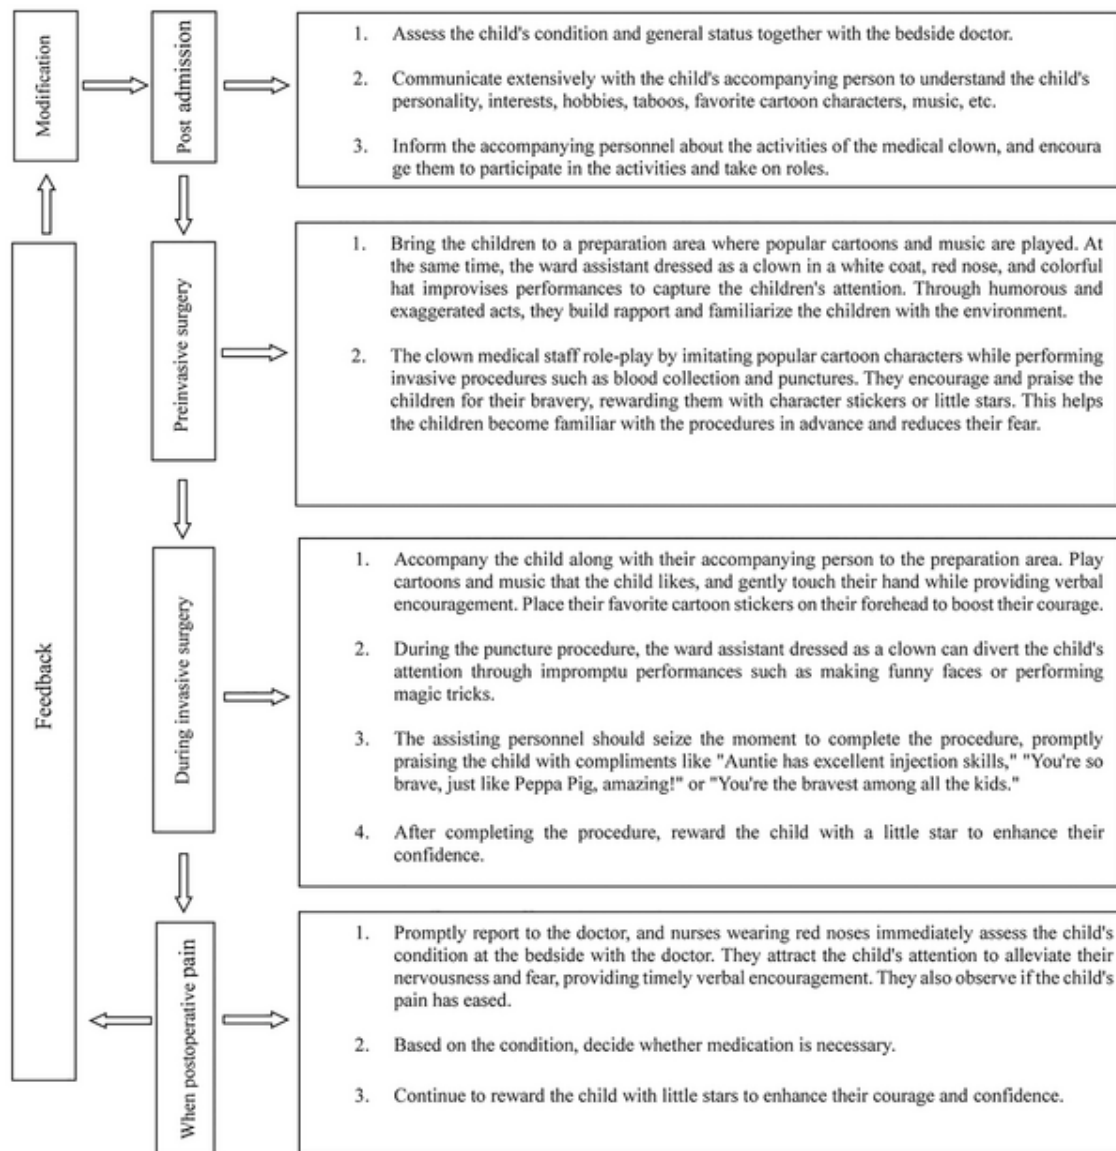 Modification
Post admission
1. Assess the child's condition and general status together with the bedside doctor.
2. Communicate extensively with the child's accompanying person to understand the child's
personality, interests, hobbies, taboos, favorite cartoon characters, music, etc.
3. Inform the accompanying personnel about the activities of the medical clown, and encoura
ge them to participate in the activities and take on roles.
Preinvasive surgery
1. Bring the children to a preparation area where popular cartoons and music are played. At
the same time, the ward assistant dressed as a clown in a white coat, red nose, and colorful
hat improvises performances to capture the children's attention. Through humorous and
exaggerated acts, they build rapport and familiarize the children with the environment.
2. The clown medical staff role-play by imitating popular cartoon characters while performing
invasive procedures such as blood collection and punctures. They encourage and praise the
children for their bravery, rewarding them with character stickers or little stars. This helps
the children become familiar with the procedures in advance and reduces their fear.
Feedback
During invasive surgery
1. Accompany the child along with their accompanying person to the preparation area. Play
cartoons and music that the child likes, and gently touch their hand while providing verbal
encouragement. Place their favorite cartoon stickers on their forehead to boost their courage.
2. During the puncture procedure, the ward assistant dressed as a clown can divert the child's
attention through impromptu performances such as making funny faces or performing
magic tricks.
3. The assisting personnel should seize the moment to complete the procedure, promptly
praising the child with compliments like "Auntie has excellent injection skills," "You're so
brave, just like Peppa Pig, amazing!" or "You're the bravest among all the kids."
4. After completing the procedure, reward the child with a little star to enhance their
confidence.
When postoperative pain
1. Promptly report to the doctor, and nurses wearing red noses immediately assess the child's
condition at the bedside with the doctor. They attract the child's attention to alleviate their
nervousness and fear, providing timely verbal encouragement. They also observe if the child's
pain has eased.
2. Based on the condition, decide whether medication is necessary.
3. Continue to reward the child with little stars to enhance their courage and confidence.